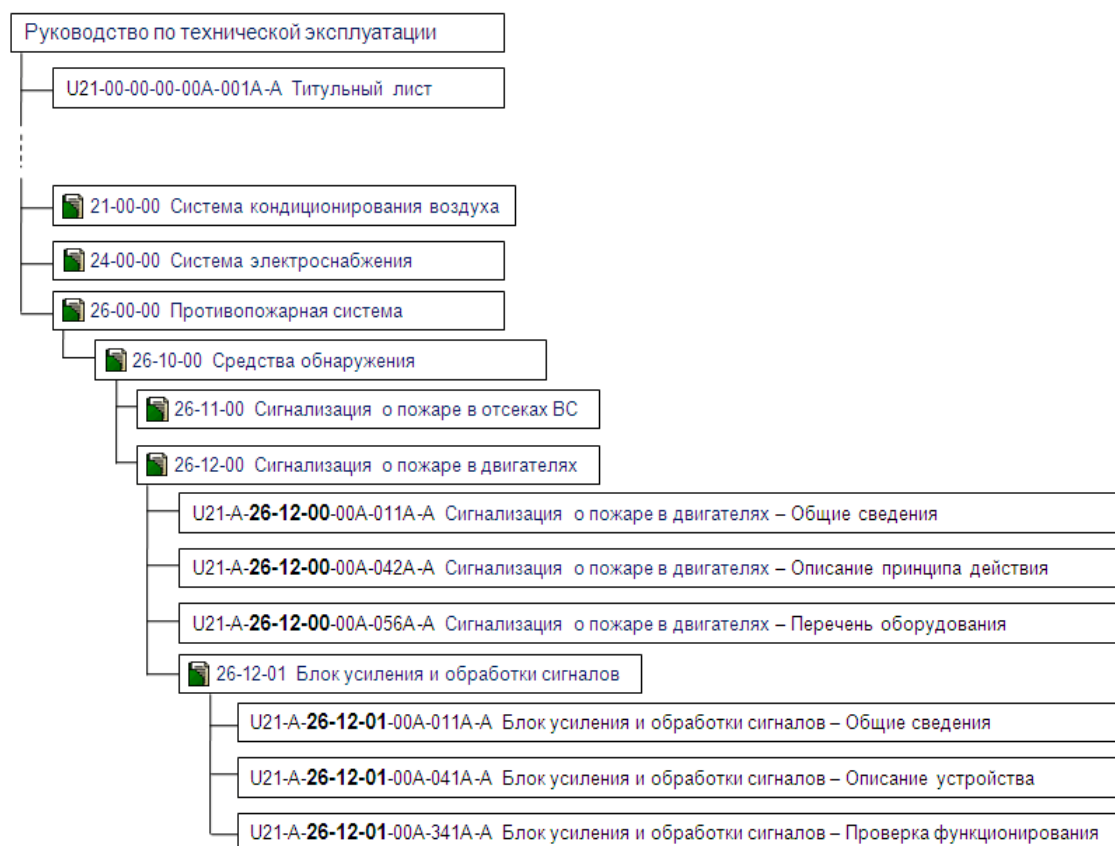 Руководство по технической эксплуатации
U21-00-00-00-00A-001A-A Титульный лист
21-00-00 Система кондиционирования воздуха
24-00-00 Система электроснабжения
26-00-00 Противопожарная система
26-10-00 Средства обнаружения
26-11-00 Сигнализация о пожаре в отсеках ВС
26-12-00 Сигнализация о пожаре в двигателях
U21-A-26-12-00-00A-011A-A Сигнализация о пожаре в двигателях – Общие сведения
U21-A-26-12-00-00A-042A-A Сигнализация о пожаре в двигателях – Описание принципа действия
U21-A-26-12-00-00A-056A-A Сигнализация о пожаре в двигателях – Перечень оборудования
26-12-01 Блок усиления и обработки сигналов
U21-A-26-12-01-00A-011A-A Блок усиления и обработки сигналов – Общие сведения
U21-A-26-12-01-00A-041A-A Блок усиления и обработки сигналов – Описание устройства
U21-A-26-12-01-00A-341A-A Блок усиления и обработки сигналов – Проверка функционирования